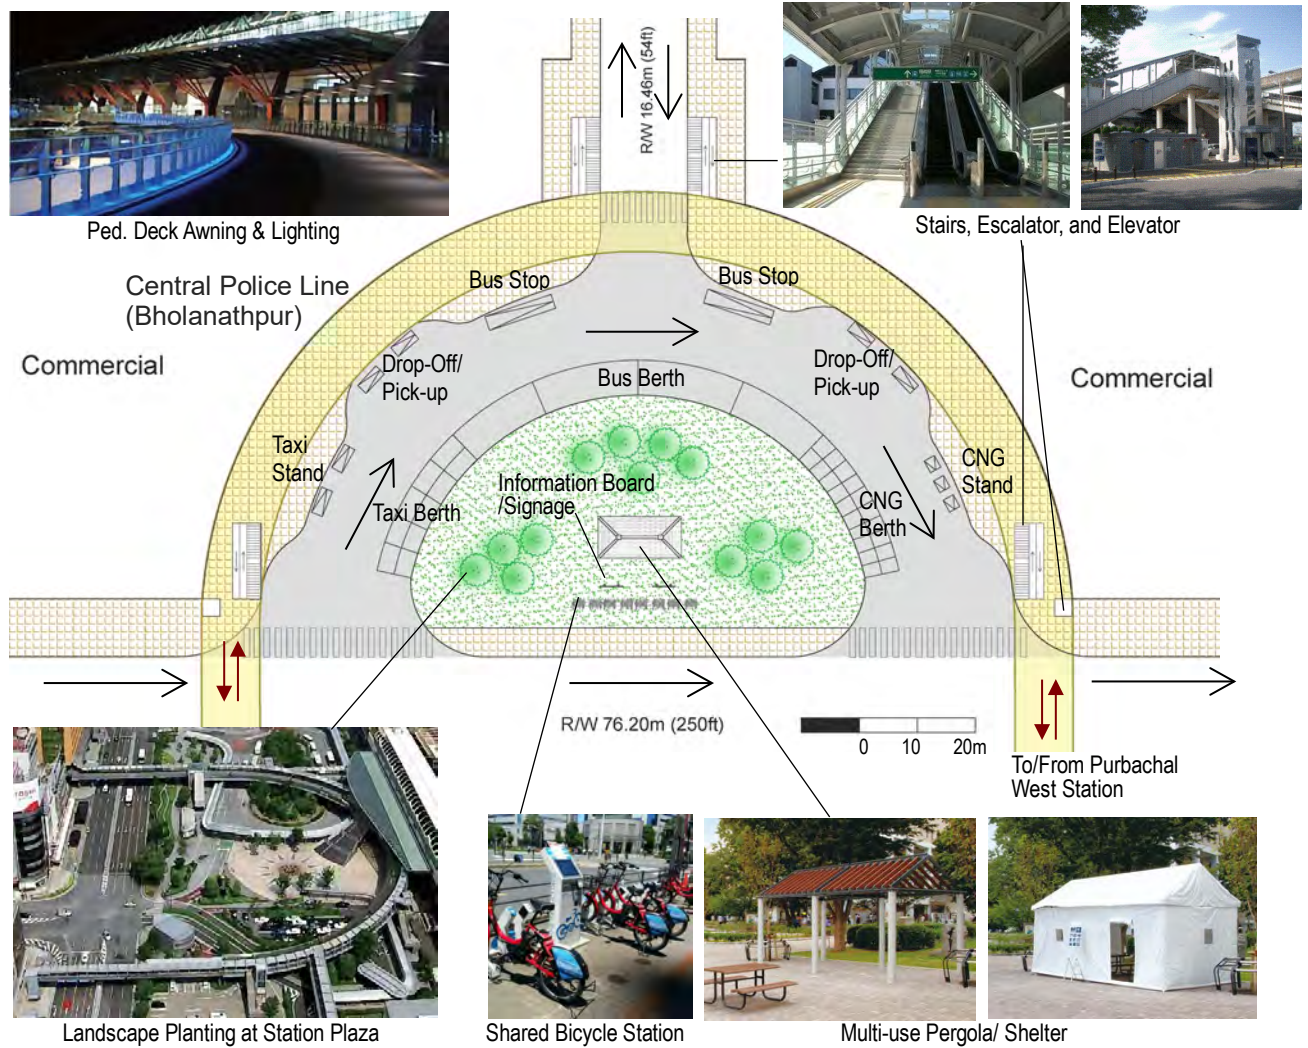 R/W 16.46m (54ft)
Ped. Deck Awning & Lighting
Stairs, Escalator, and Elevator
Central Police Line
(Bholanathpur)
Bus Stop
Bus Stop
Commercial
Drop-Off/
Pick-up
Bus Berth
Drop-Off/
Pick-up
Commercial
Taxi
Stand
Information Board
/Signage
CNG
Stand
Taxi Berth
CNG
Berth
R/W 76.20m (250ft)
0 10 20m
To/From Purbachal
West Station
Landscape Planting at Station Plaza
Shared Bicycle Station
Multi-use Pergola/ Shelter